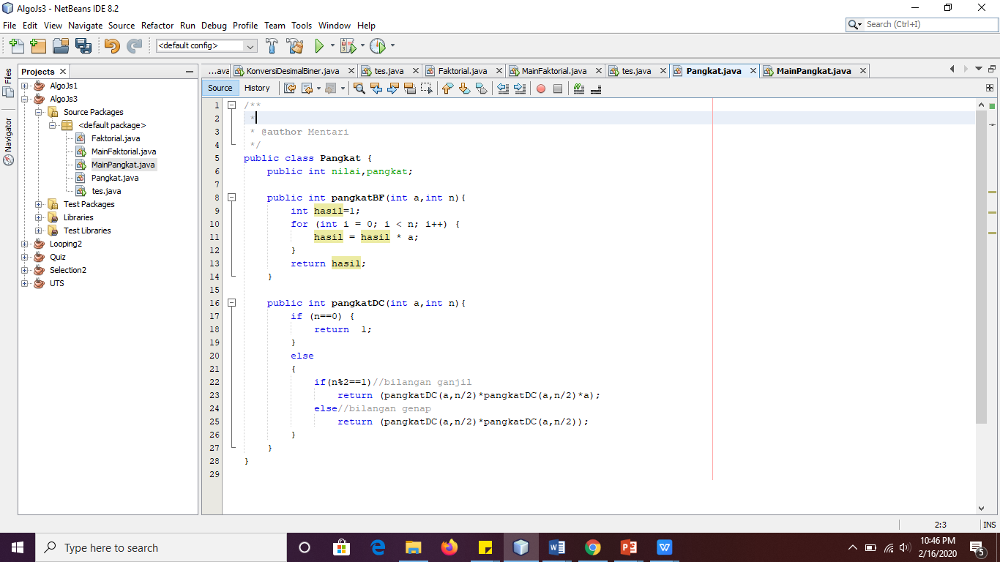 AlgoJs3 - NetBeans IDE 8.2
File Edit View Navigate Source Refactor Run Debug Profile Team Tools Window Help
Search (Ctrl+I)
<default config>
Files
Navigator
Projects
AlgoJs1
AlgoJs3
Source Packages
<default package>
Faktorial.java
MainFaktorial.java
MainPangkat.java
Pangkat.java
tes.java
Test Packages
Libraries
Test Libraries
Looping2
Quiz
Selection2
UTS
...ava KonversiDesimalBiner.java tes.java Faktorial.java MainFaktorial.java tes.java Pangkat.java MainPangkat.java
Source History
1 /**
2 *
3 * @author Mentari
4 */
5 public class Pangkat {
6 public int nilai,pangkat;
7
8 public int pangkatBF(int a,int n){
9 int hasil=1;
10 for (int i = 0; i < n; i++) {
11 hasil = hasil * a;
12 }
13 return hasil;
14 }
15
16 public int pangkatDC(int a,int n){
17 if (n==0) {
18 return 1;
19 }
20 else
21 {
22 if(n%2==1)//bilangan ganjil
23 return (pangkatDC(a,n/2)*pangkatDC(a,n/2)*a);
24 else//bilangan genap
25 return (pangkatDC(a,n/2)*pangkatDC(a,n/2));
26 }
27 }
28 }
29
2:3 INS
Type here to search
10:46 PM
2/16/2020
5